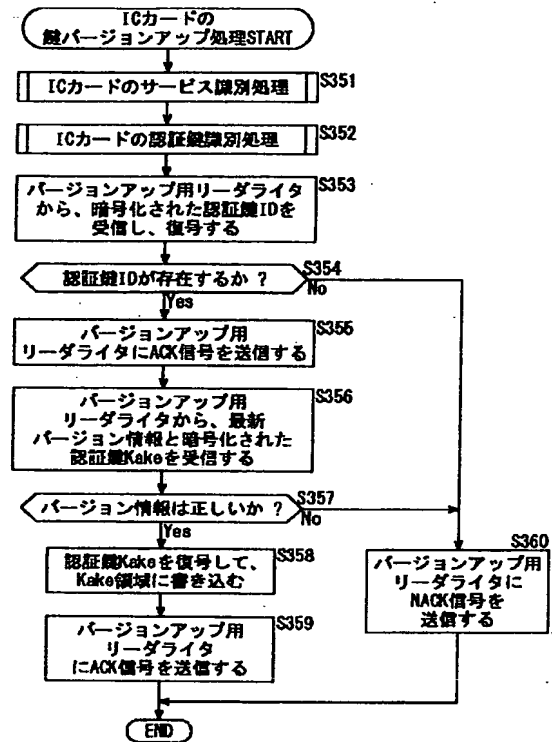 ICカードの
鍵バージョンアップ処理START
ICカードのサービス識別処理
S351
ICカードの認証鍵識別処理
S352
バージョンアップ用リーダライタ
から、暗号化された認証鍵IDを
受信し、復号する
S353
認証鍵IDが存在するか ?
S354
No
Yes
バージョンアップ用
リーダライタにACK信号を送信する
S355
バージョンアップ用
リーダライタから、最新
バージョン情報と暗号化された
認証鍵Kakeを受信する
S356
バージョン情報は正しいか ?
S357
No
Yes
認証鍵Kakeを復号して、
Kake領域に書き込む
S358
バージョンアップ用
リーダライタ
にACK信号を送信する
S359
バージョンアップ用
リーダライタに
NACK信号を
送信する
S360
END